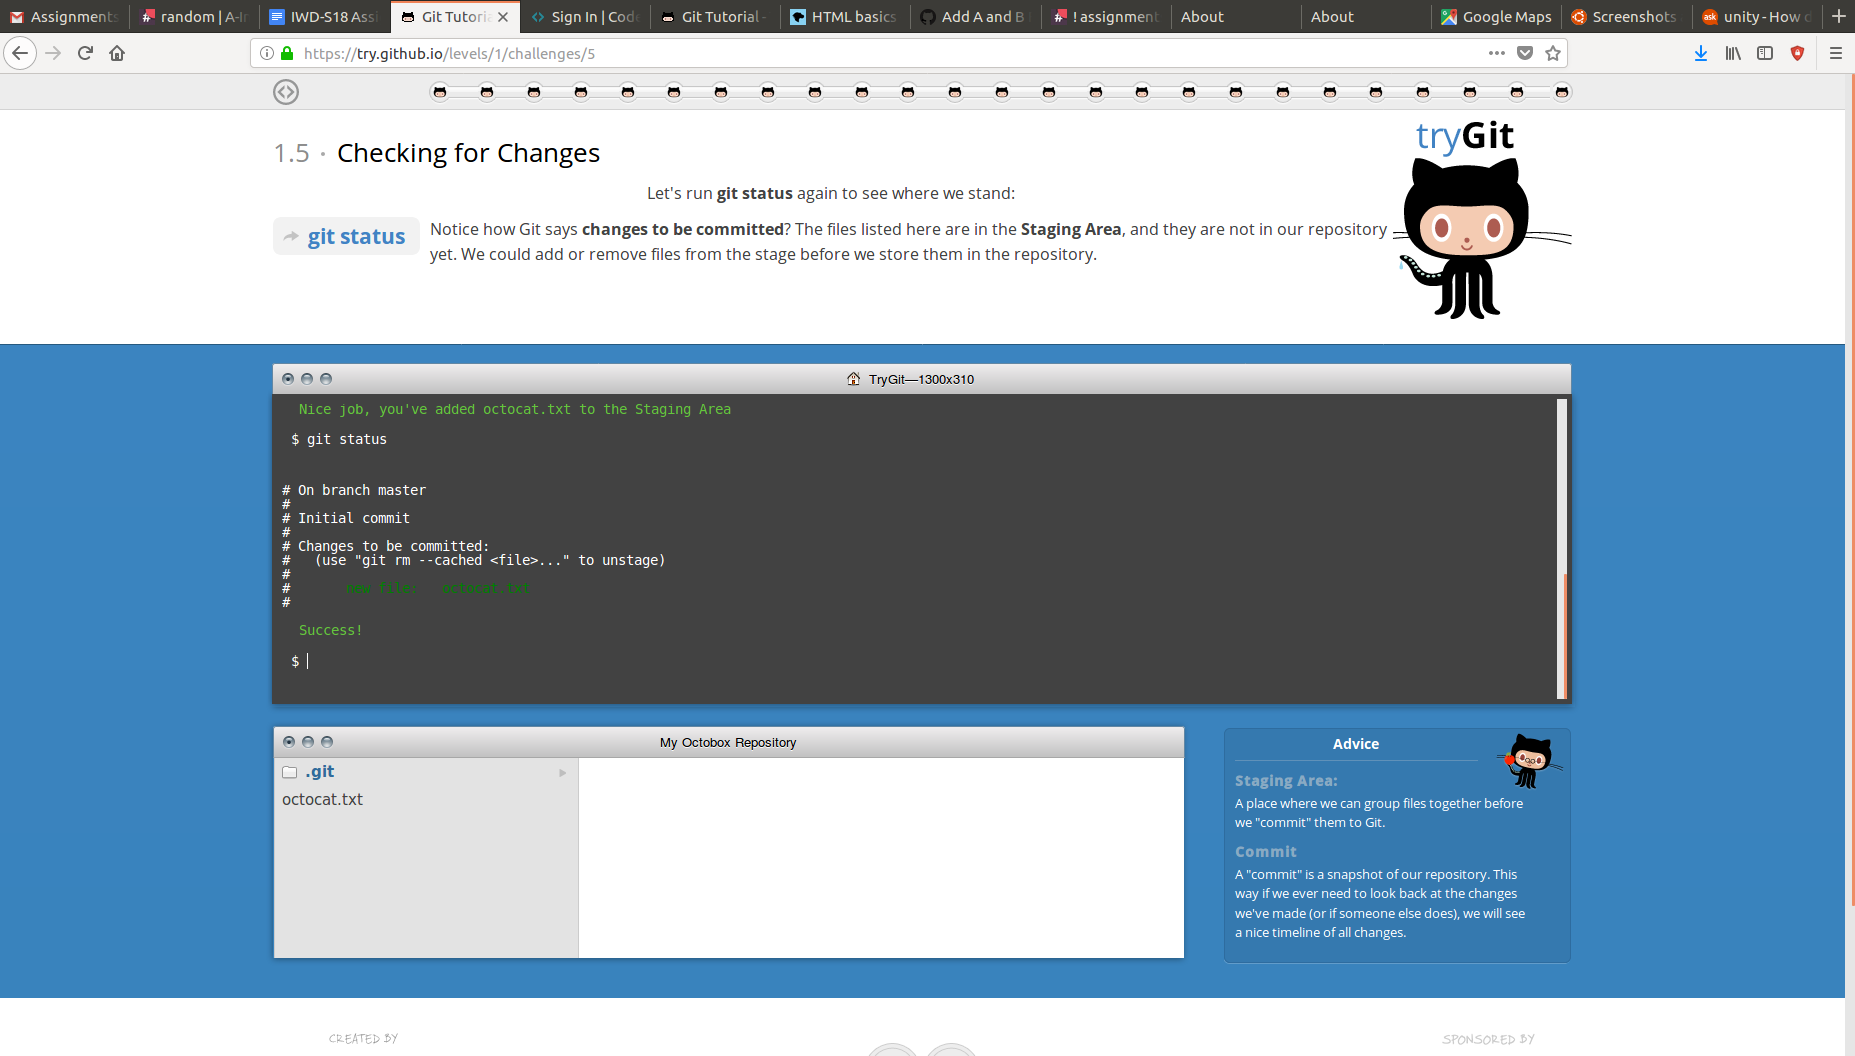 Assignments
random | A-I
IWD-S18 Ass
Git Tutoria
Sign In | Code
Git Tutorial -
HTML basics
Add A and B
! assignment
About
About
Google Maps
Screenshots
unity - How d
https://try.github.io/levels/1/challenges/5
1.5 · Checking for Changes
tryGit
Let's run git status again to see where we stand:
git status
Notice how Git says changes to be committed? The files listed here are in the Staging Area, and they are not in our repository
yet. We could add or remove files from the stage before we store them in the repository.
TryGit—1300x310
Nice job, you've added octocat.txt to the Staging Area
$ git status
# On branch master
#
# Initial commit
#
# Changes to be committed:
#   (use "git rm --cached <file>..." to unstage)
#
#       new file:   octocat.txt
#
Success!
$
My Octobox Repository
.git
octocat.txt
Advice
Staging Area:
A place where we can group files together before
we "commit" them to Git.
Commit
A "commit" is a snapshot of our repository. This
way if we ever need to look back at the changes
we've made (or if someone else does), we will see
a nice timeline of all changes.
CREATED BY
SPONSORED BY